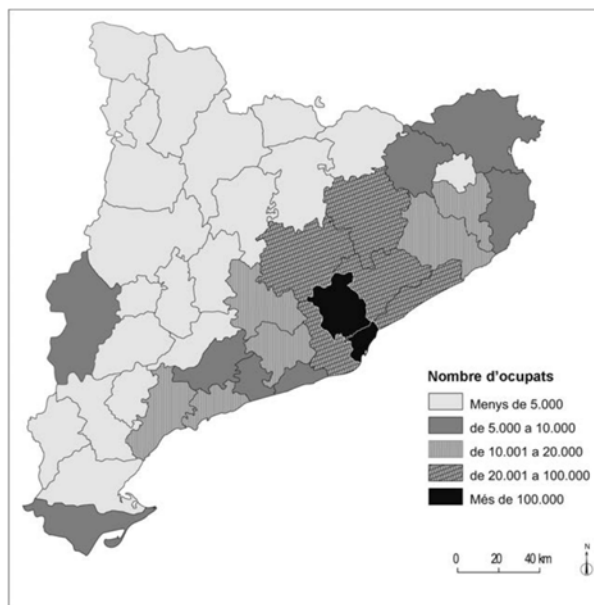 Nombre d'ocupats
Menys de 5.000
de 5.000 a 10.000
de 10.001 a 20.000
de 20.001 a 100.000
Més de 100.000
N
0 20 40 km